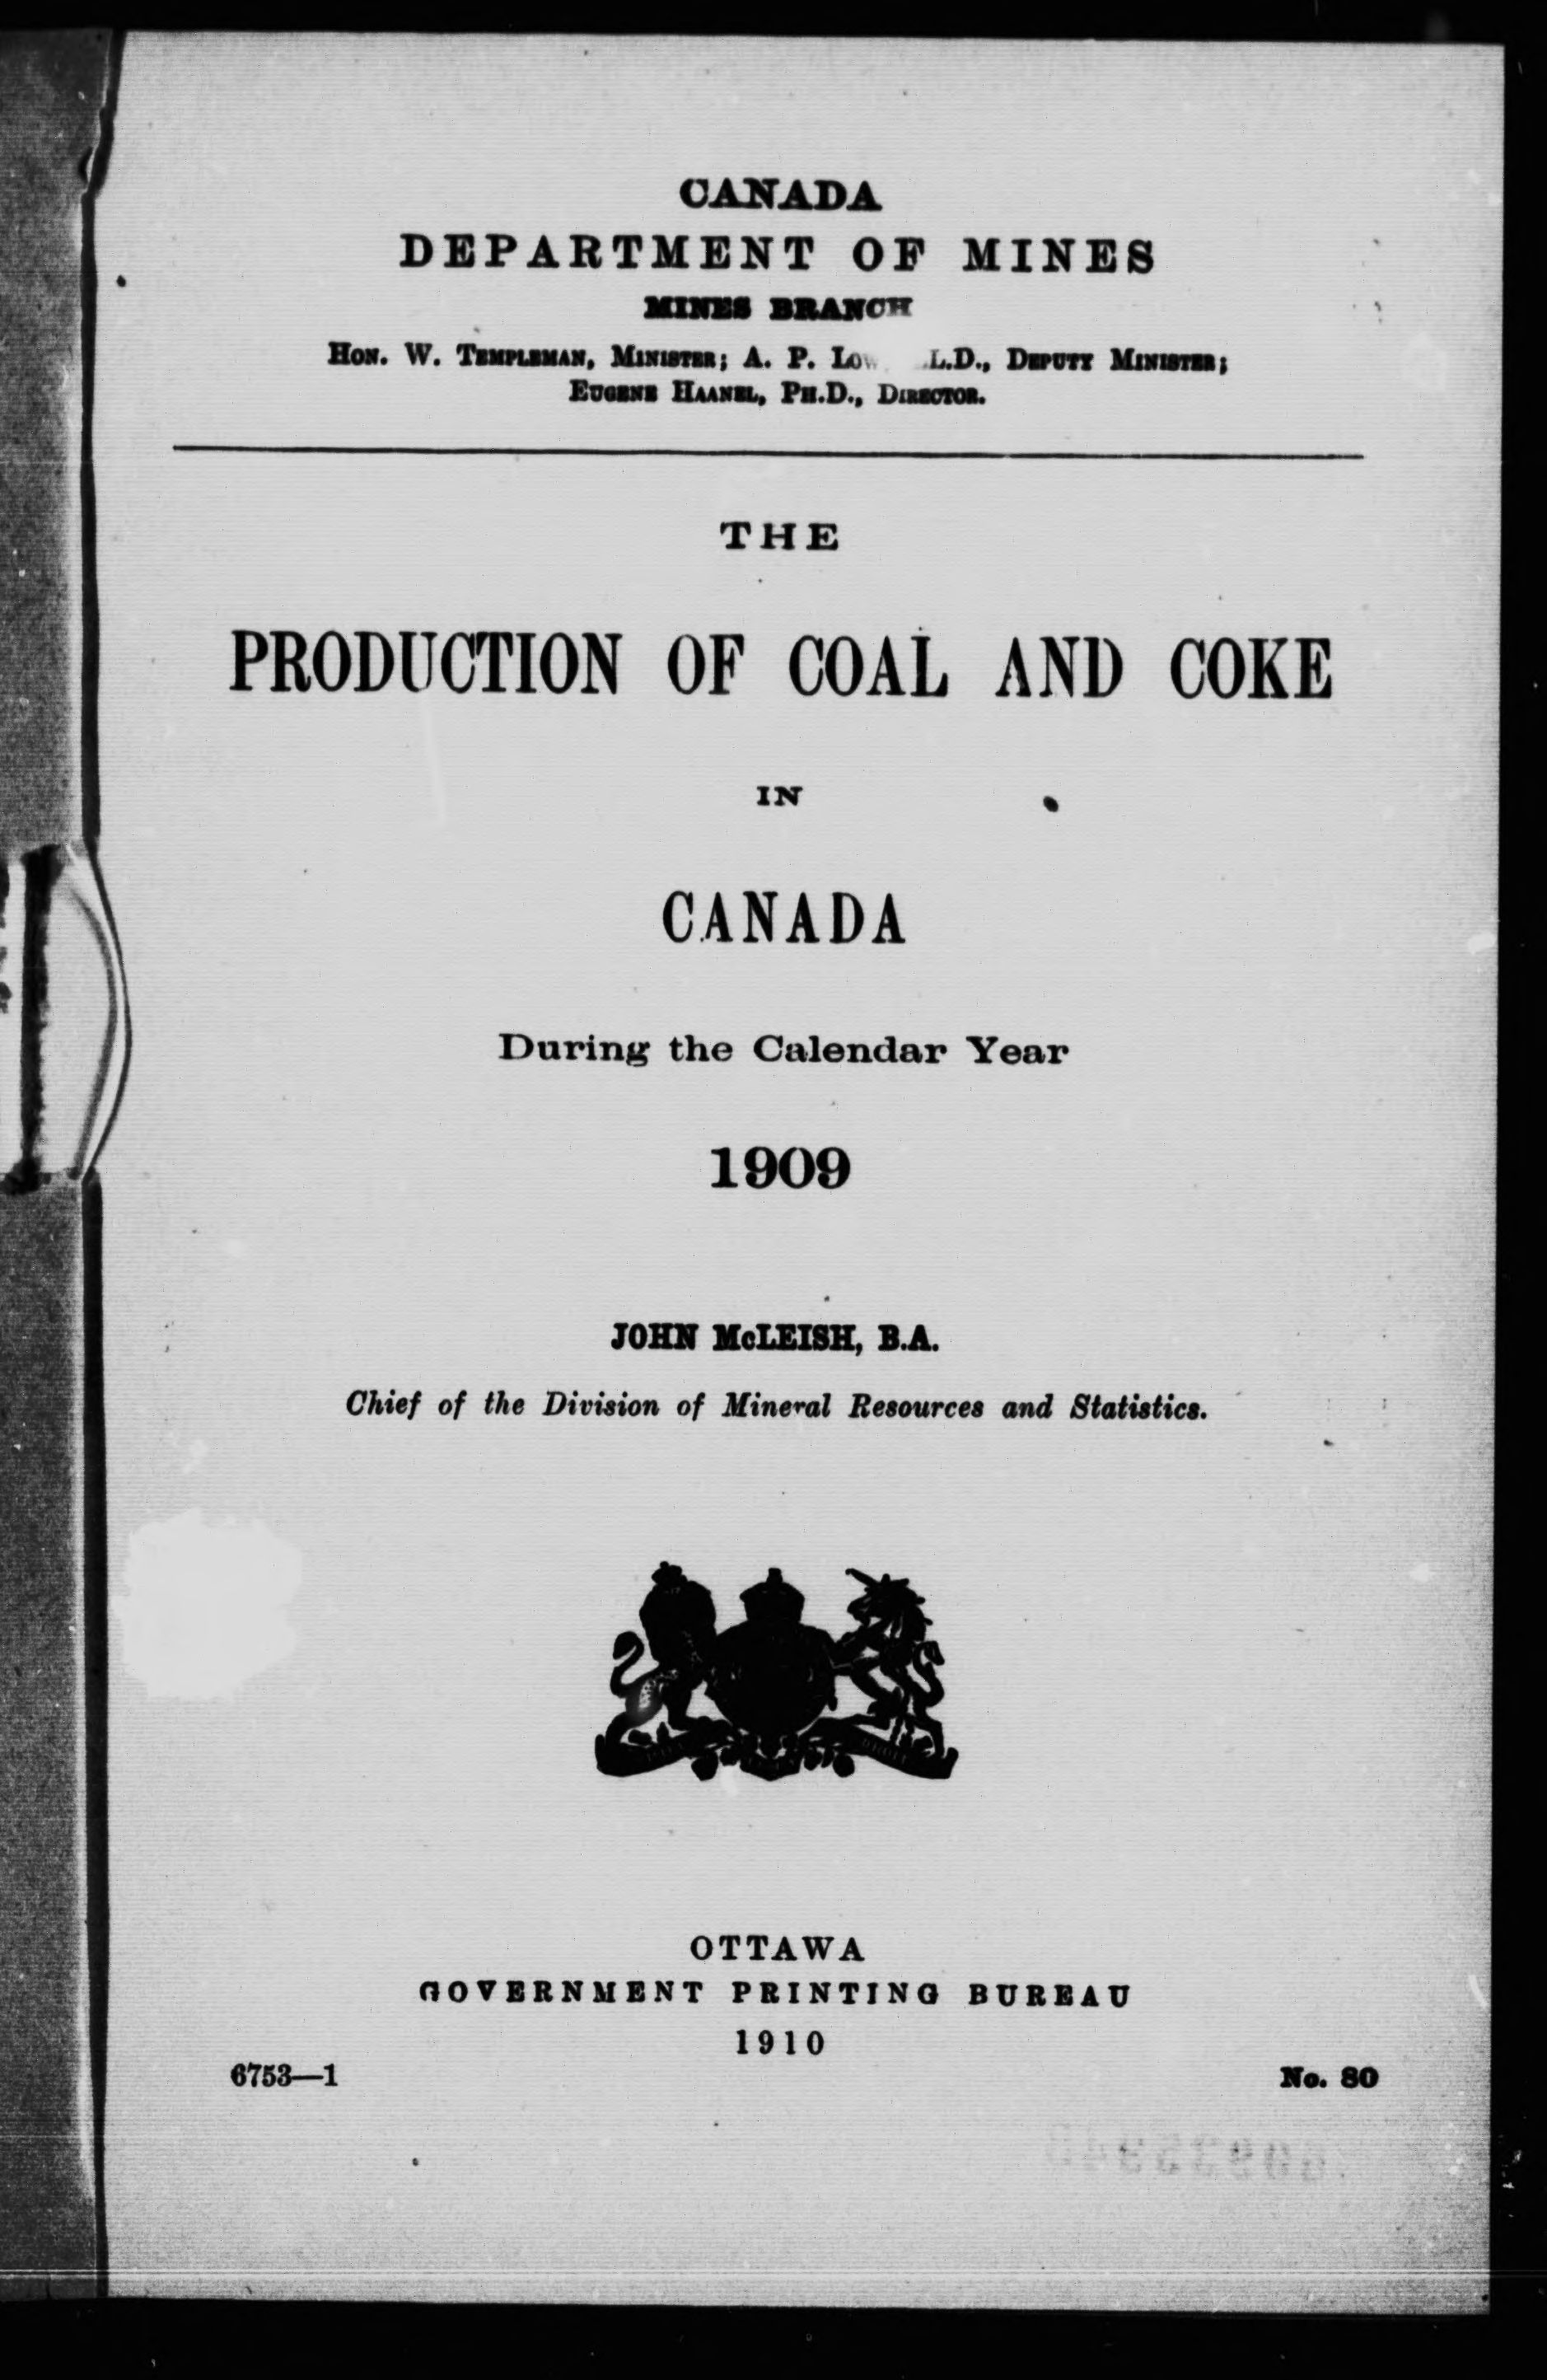 CANADA
DEPARTMENT OF MINES
MINES BRANCH
HON. W. TEMPLEMAN, MINISTER; A. P. LOW L.D., DEPUTY MINISTER;
EUGENE HAANEL, PH.D., DIRECTOR.
THE
PRODUCTION OF COAL AND COKE
IN
CANADA
During the Calendar Year
1909
JOHN McLEISH, B.A.
Chief of the Division of Mineral Resources and Statistics.
OTTAWA
GOVERNMENT PRINTING BUREAU
1910
6753—1
No. 80